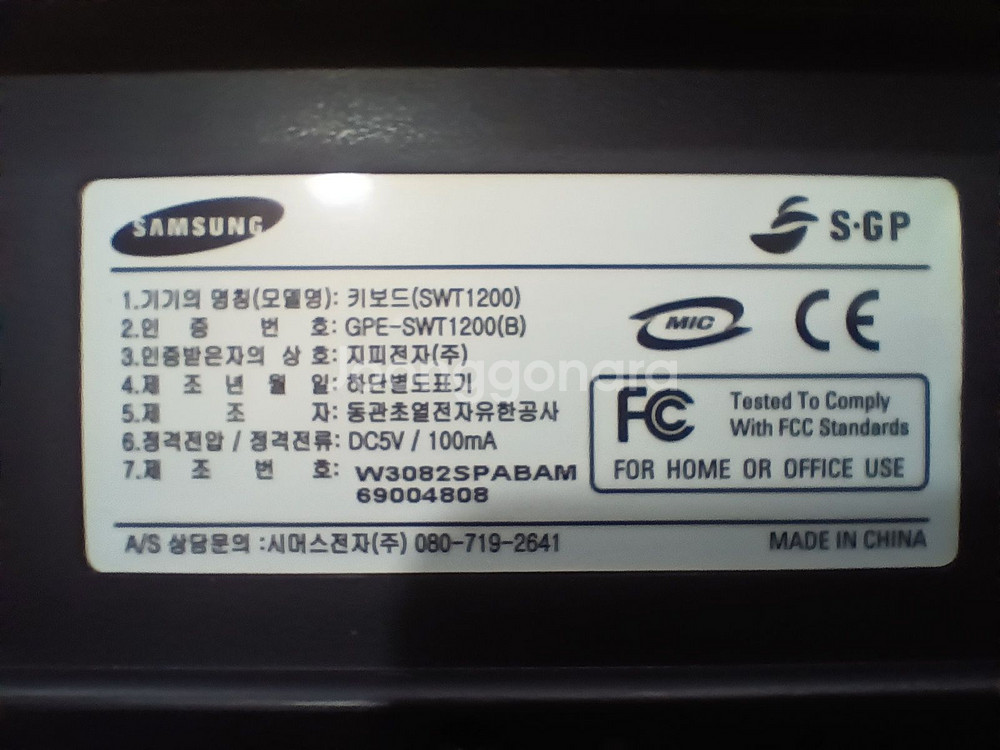 SAMSUNG
S·GP
1.기기의 명칭(모델명): 키보드(SWT1200)
2.인 증 번 호: GPE-SWT1200(B)
3.인증받은자의 상 호: 지피전자(주)
4.제 조 년 월 일: 하단별도표기
5.제 조 자: 동관초열전자유한공사
6.정격전압 / 정격전류: DC5V / 100mA
7.제 조 번 호: W3082SPABAM
69004808
MIC
CE
FC
Tested To Comply
With FCC Standards
FOR HOME OR OFFICE USE
A/S 상담문의 :시머스전자(주) 080-719-2641
MADE IN CHINA
joonggonara